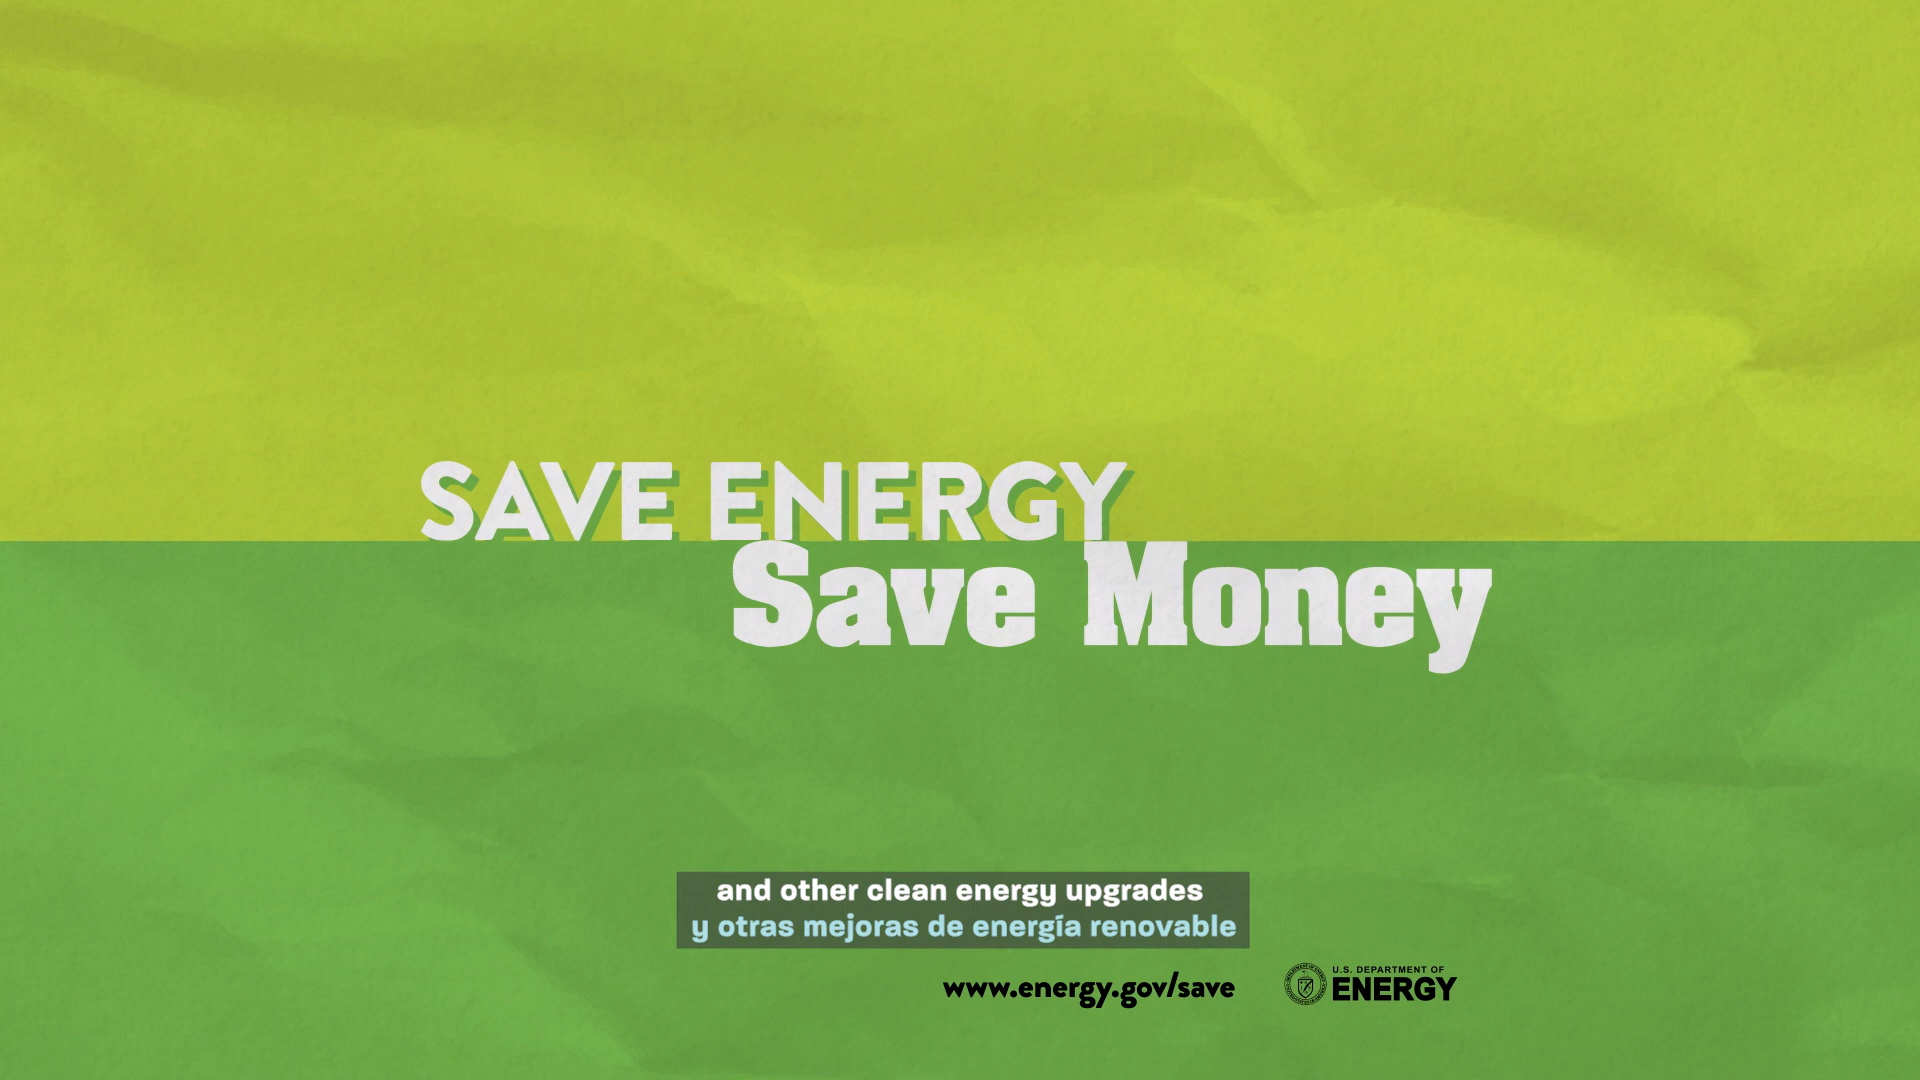 SAVE ENERGY
Save Money
and other clean energy upgrades
y otras mejoras de energía renovable
www.energy.gov/save
U.S. DEPARTMENT OF
ENERGY